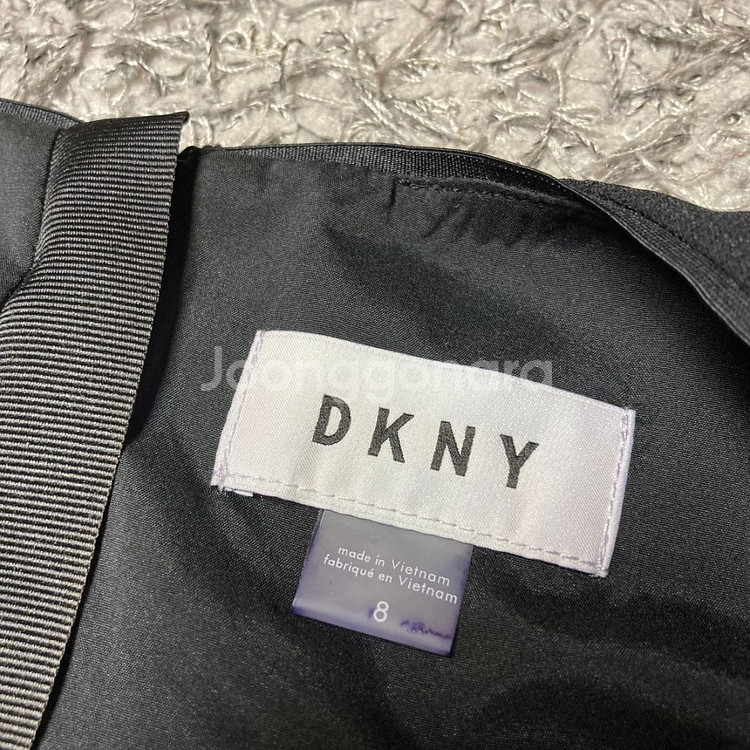 Joonggonara
DKNY
made in Vietnam
fabriqué en Vietnam
8